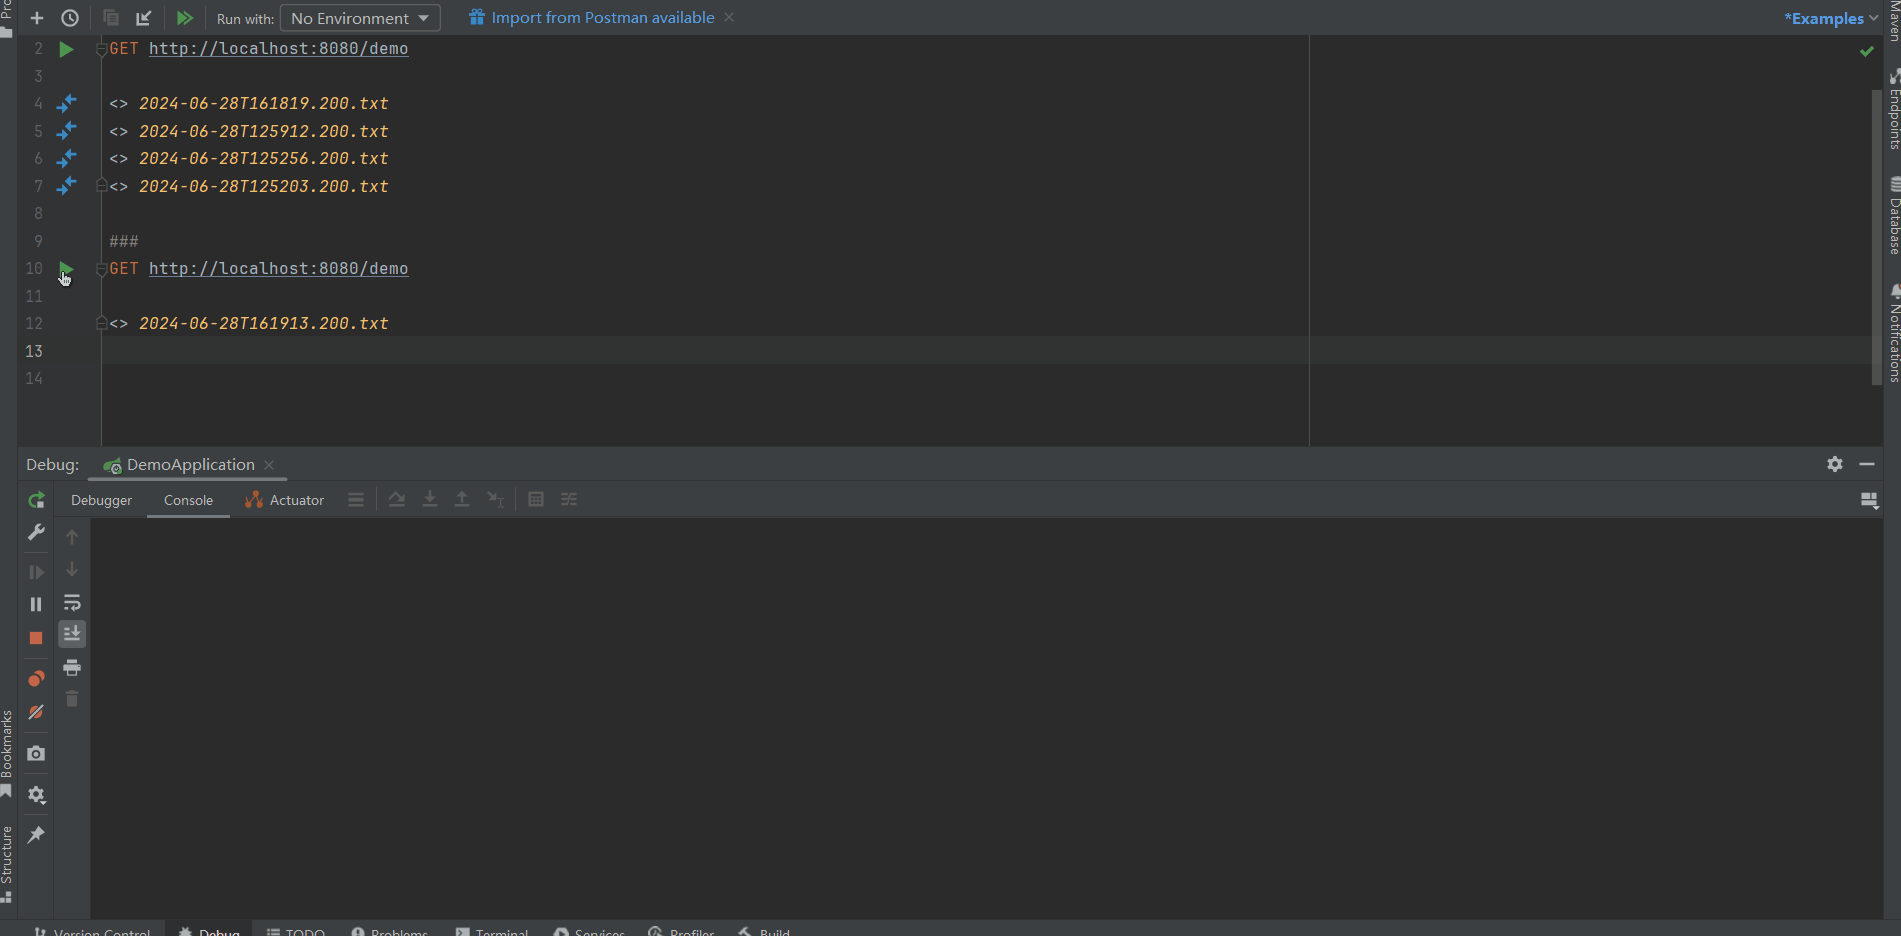 Run with: No Environment Import from Postman available *Examples
2 GET http://localhost:8080/demo
3
4 <> 2024-06-28T161819.200.txt
5 <> 2024-06-28T125912.200.txt
6 <> 2024-06-28T125256.200.txt
7 <> 2024-06-28T125203.200.txt
8
9 ###
10 GET http://localhost:8080/demo
11
12 <> 2024-06-28T161913.200.txt
13
14
Maven
Endpoints
Database
Notifications
Debug: DemoApplication
Debugger Console Actuator
Bookmarks
Structure
Version Control Debug TODO Problems Terminal Services Profiler Build